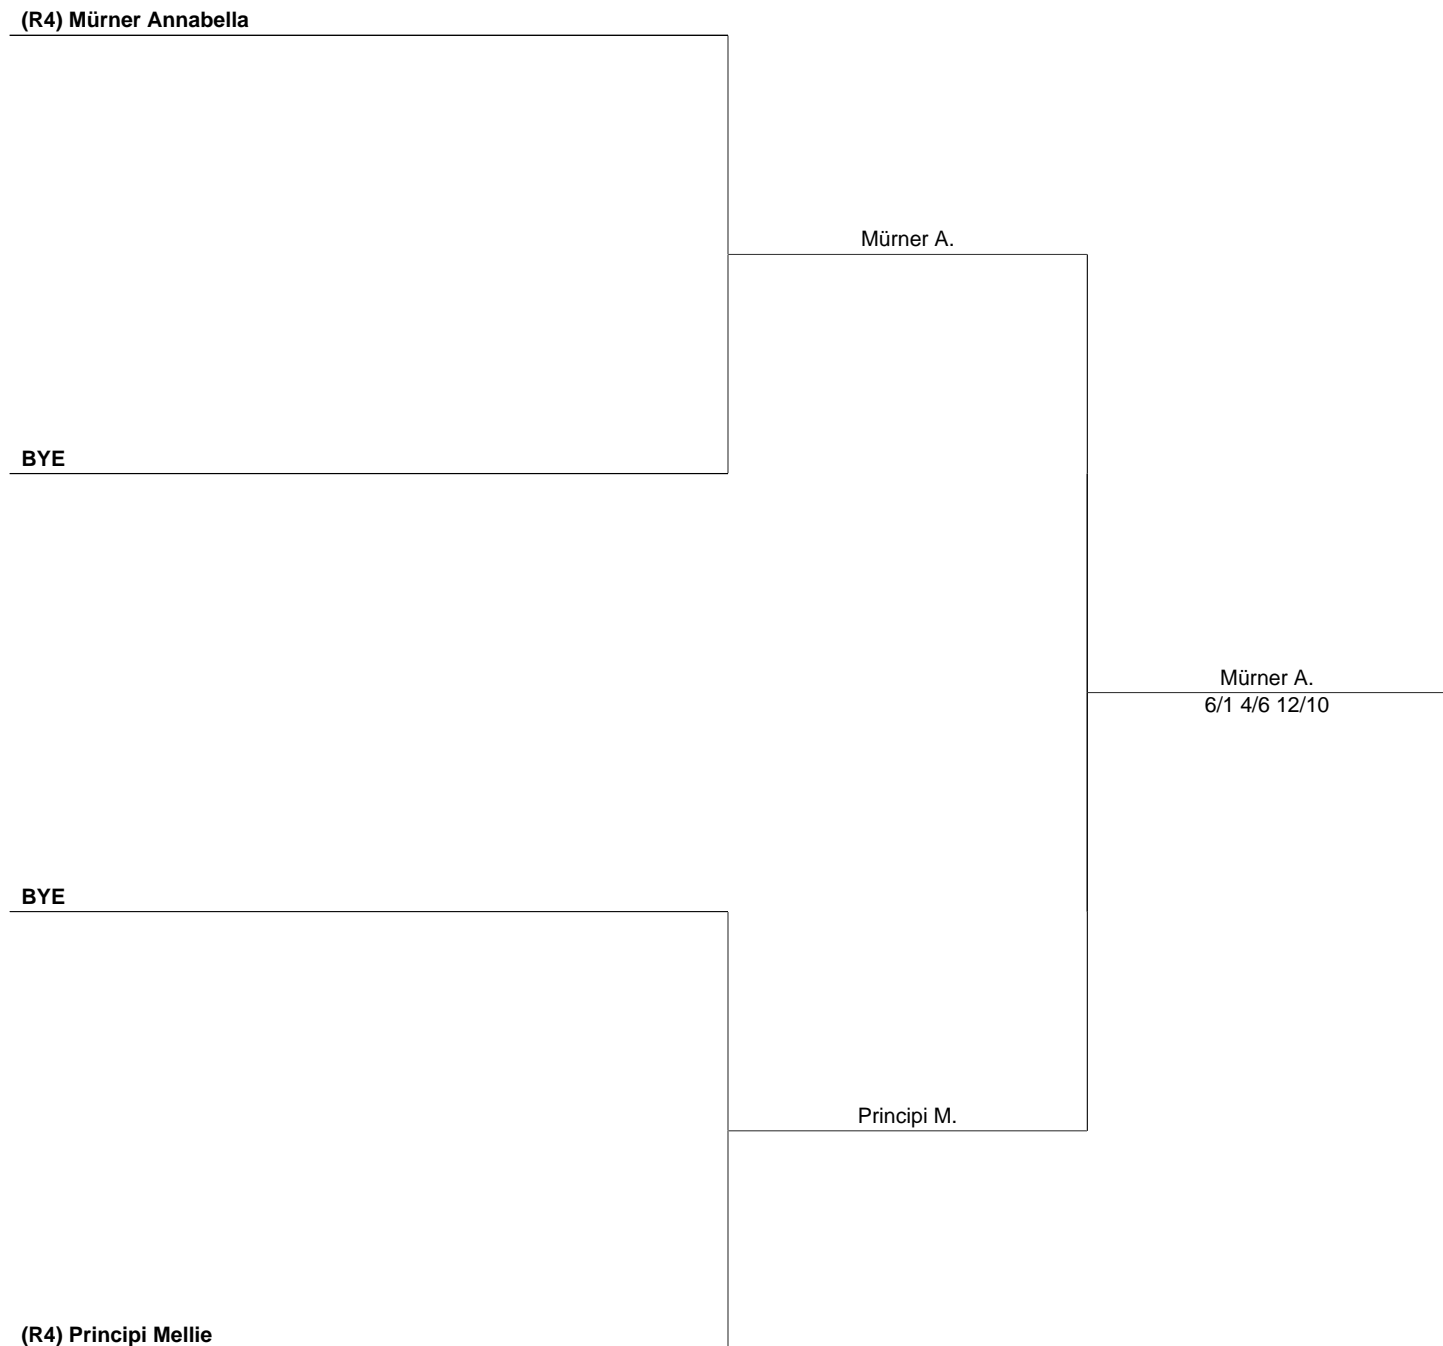 (R4) Mürner Annabella
Mürner A.
BYE
Mürner A.
6/1 4/6 12/10
BYE
Principi M.
(R4) Principi Mellie